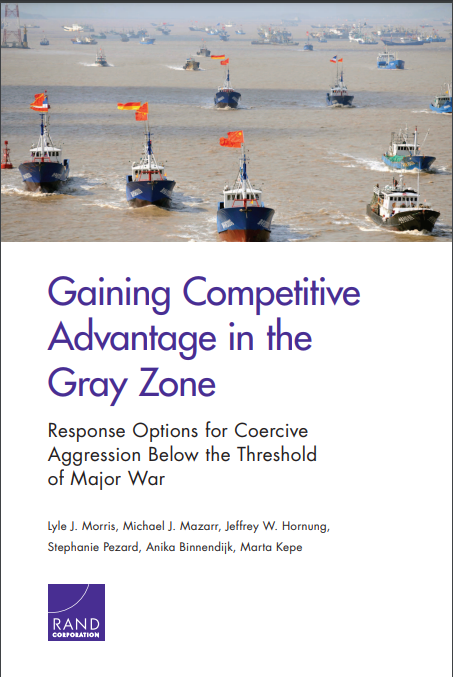 Gaining Competitive
Advantage in the
Gray Zone
Response Options for Coercive
Aggression Below the Threshold
of Major War
Lyle J. Morris, Michael J. Mazarr, Jeffrey W. Hornung,
Stephanie Pezard, Anika Binnendijk, Marta Kepe
RAND
CORPORATION